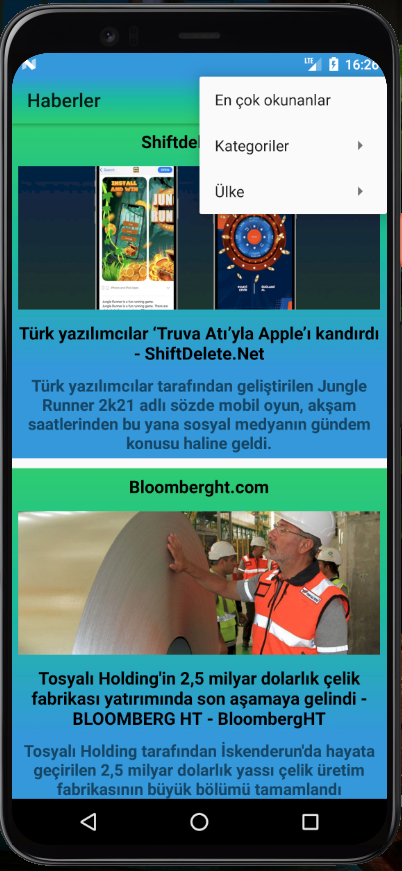 LTE 16:26
Haberler
En çok okunanlar
Kategoriler
Ülke
INSTALL AND
WIN
Türk yazılımcılar ‘Truva Atı’yla Apple’ı kandırdı
- ShiftDelete.Net
Türk yazılımcılar tarafından geliştirilen Jungle
Runner 2k21 adlı sözde mobil oyun, akşam
saatlerinden bu yana sosyal medyanın gündem
konusu haline geldi.
Bloomberght.com
Tosyalı Holding'in 2,5 milyar dolarlık çelik
fabrikası yatırımında son aşamaya gelindi -
BLOOMBERG HT - BloombergHT
Tosyalı Holding tarafından İskenderun'da hayata
geçirilen 2,5 milyar dolarlık yassı çelik üretim
fabrikasının büyük bölümü tamamlandı